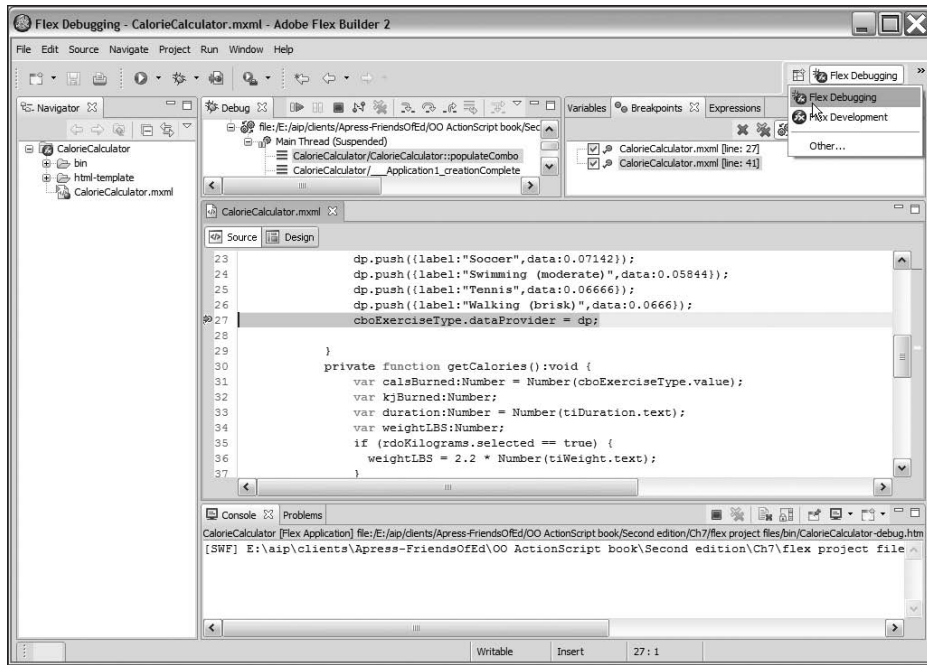 Flex Debugging - CalorieCalculator.mxml - Adobe Flex Builder 2
File Edit Source Navigate Project Run Window Help
Flex Debugging »
Flex Debugging
Flex Development
Other...
Navigator
CalorieCalculator
bin
html-template
CalorieCalculator.mxml
Debug
file:/E:/aip/clients/Apress-FriendsOfEd/OO ActionScript book/Sec
Main Thread (Suspended)
CalorieCalculator/CalorieCalculator::populateCombo
CalorieCalculator/___Application1_creationComplete
Variables Breakpoints Expressions
CalorieCalculator.mxml [line: 27]
CalorieCalculator.mxml [line: 41]
CalorieCalculator.mxml
Source Design
23 dp.push({label:"Soccer",data:0.07142});
24 dp.push({label:"Swimming (moderate)",data:0.05844});
25 dp.push({label:"Tennis",data:0.06666});
26 dp.push({label:"Walking (brisk)",data:0.0666});
27 cboExerciseType.dataProvider = dp;
28
29 }
30 private function getCalories():void {
31 var calsBurned:Number = Number(cboExerciseType.value);
32 var kjBurned:Number;
33 var duration:Number = Number(tiDuration.text);
34 var weightLBS:Number;
35 if (rdoKilograms.selected == true) {
36 weightLBS = 2.2 * Number(tiWeight.text);
37 }
Console Problems
CalorieCalculator [Flex Application] file:/E:/aip/clients/Apress-FriendsOfEd/OO ActionScript book/Second edition/Ch7/flex project files/bin/CalorieCalculator-debug.htm
[SWF] E:\aip\clients\Apress-FriendsOfEd\OO ActionScript book\Second edition\Ch7\flex project file
Writable Insert 27 : 1